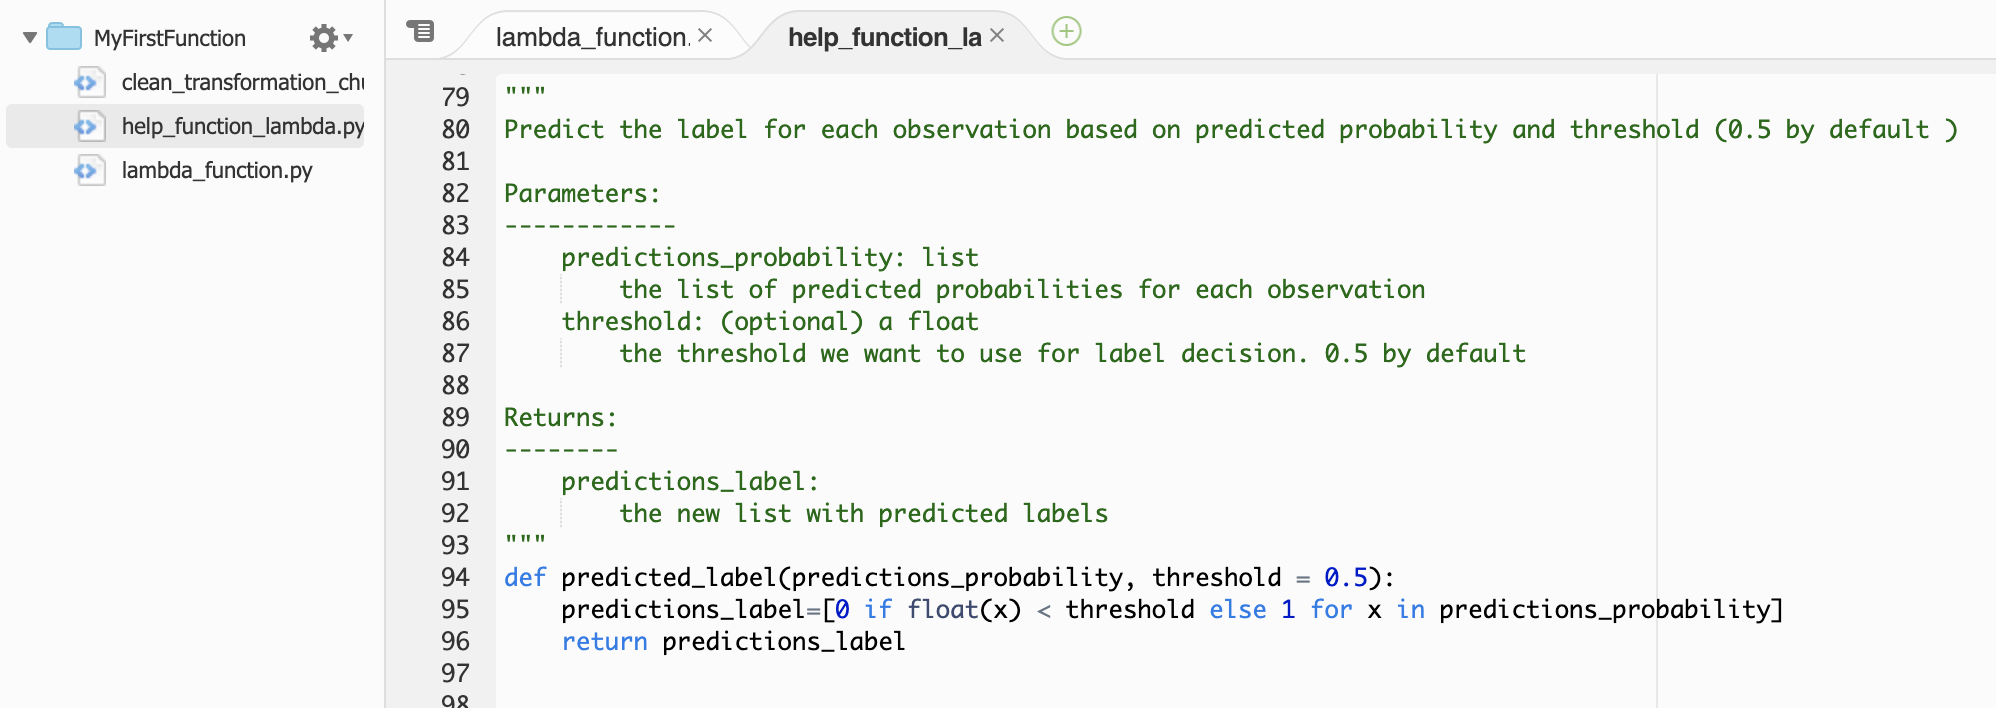 MyFirstFunction
clean_transformation_chu
help_function_lambda.py
lambda_function.py
lambda_function. ×
help_function_la ×
79 """
80 Predict the label for each observation based on predicted probability and threshold (0.5 by default )
81
82 Parameters:
83 ------------
84     predictions_probability: list
85         the list of predicted probabilities for each observation
86     threshold: (optional) a float
87         the threshold we want to use for label decision. 0.5 by default
88
89 Returns:
90 --------
91     predictions_label:
92         the new list with predicted labels
93 """
94 def predicted_label(predictions_probability, threshold = 0.5):
95     predictions_label=[0 if float(x) < threshold else 1 for x in predictions_probability]
96     return predictions_label
97
98